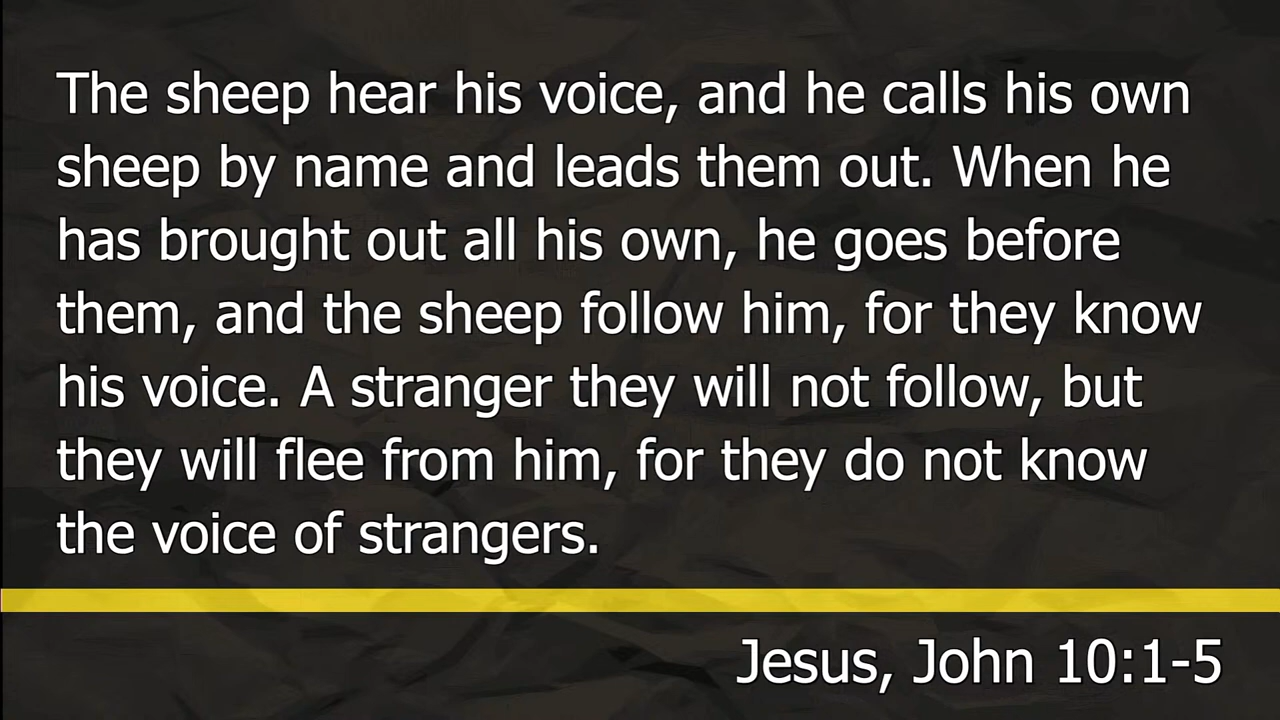 The sheep hear his voice, and he calls his own
sheep by name and leads them out. When he
has brought out all his own, he goes before
them, and the sheep follow him, for they know
his voice. A stranger they will not follow, but
they will flee from him, for they do not know
the voice of strangers.
Jesus, John 10:1-5